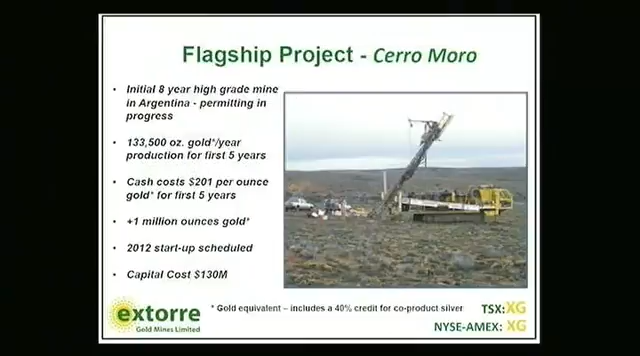 Flagship Project - Cerro Moro
• Initial 8 year high grade mine
in Argentina - permitting in
progress
• 133,500 oz. gold*/year
production for first 5 years
• Cash costs $201 per ounce
gold* for first 5 years
• +1 million ounces gold*
• 2012 start-up scheduled
• Capital Cost $130M
* Gold equivalent – includes a 40% credit for co-product silver
extorre
Gold Mines Limited
TSX:XG
NYSE-AMEX: XG